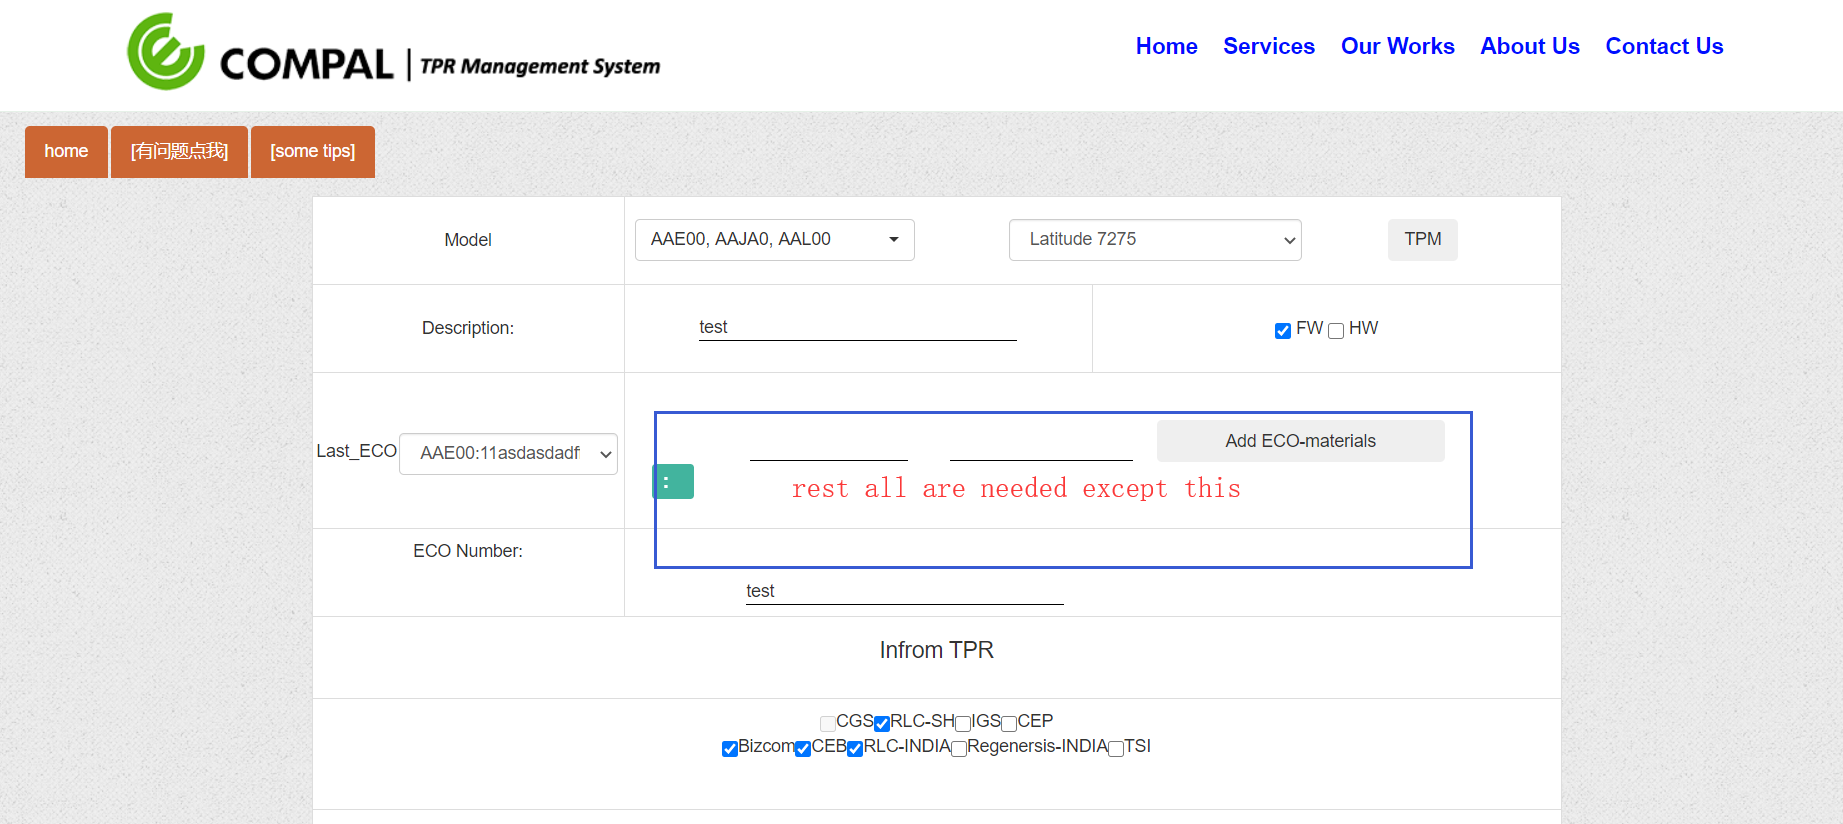 COMPAL | TPR Management System
Home Services Our Works About Us Contact Us
home [有问题点我] [some tips]
Model AAE00, AAJA0, AAL00 Latitude 7275 TPM
Description: test FW HW
Add ECO-materials
Last_ECO AAE00:11asdasdadf
:
rest all are needed except this
ECO Number:
test
Infrom TPR
CGS RLC-SH IGS CEP
Bizcom CEB RLC-INDIA Regenersis-INDIA TSI